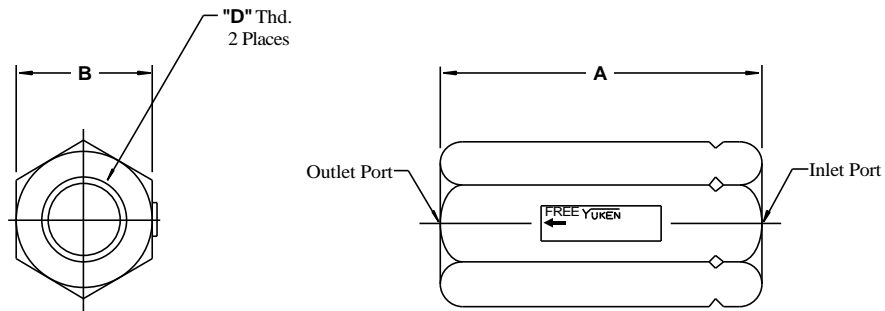 "D" Thd.
2 Places
B
A
Outlet Port
Inlet Port
FREE YUKEN